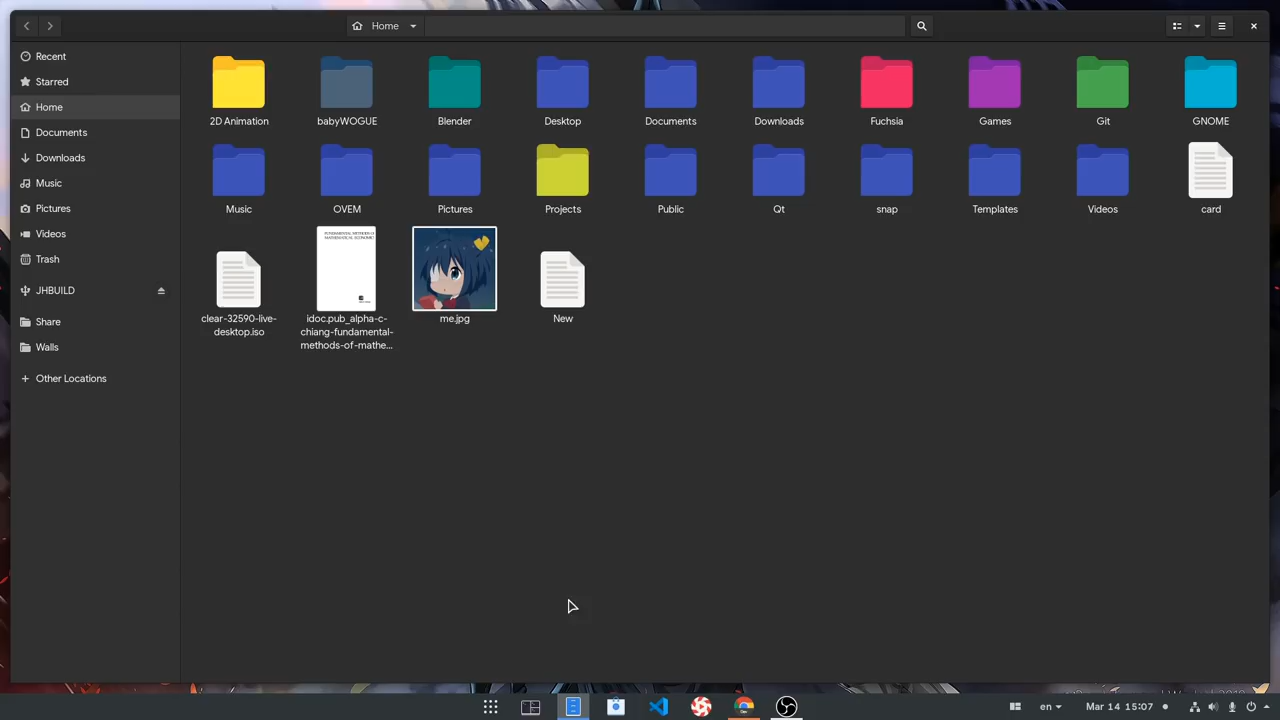 Home
Recent
Starred
Home
Documents
Downloads
Music
Pictures
Videos
Trash
JHBUILD
Share
Walls
Other Locations
2D Animation
babyWOGUE
Blender
Desktop
Documents
Downloads
Fuchsia
Games
Git
GNOME
Music
OVEM
Pictures
Projects
Public
Qt
snap
Templates
Videos
card
FUNDAMENTAL METHODS OF
MATHEMATICAL ECONOMIC
clear-32590-live-
desktop.iso
idoc.pub_alpha-c-
chiang-fundamental-
methods-of-mathe...
me.jpg
New
en
Mar 14 15:07